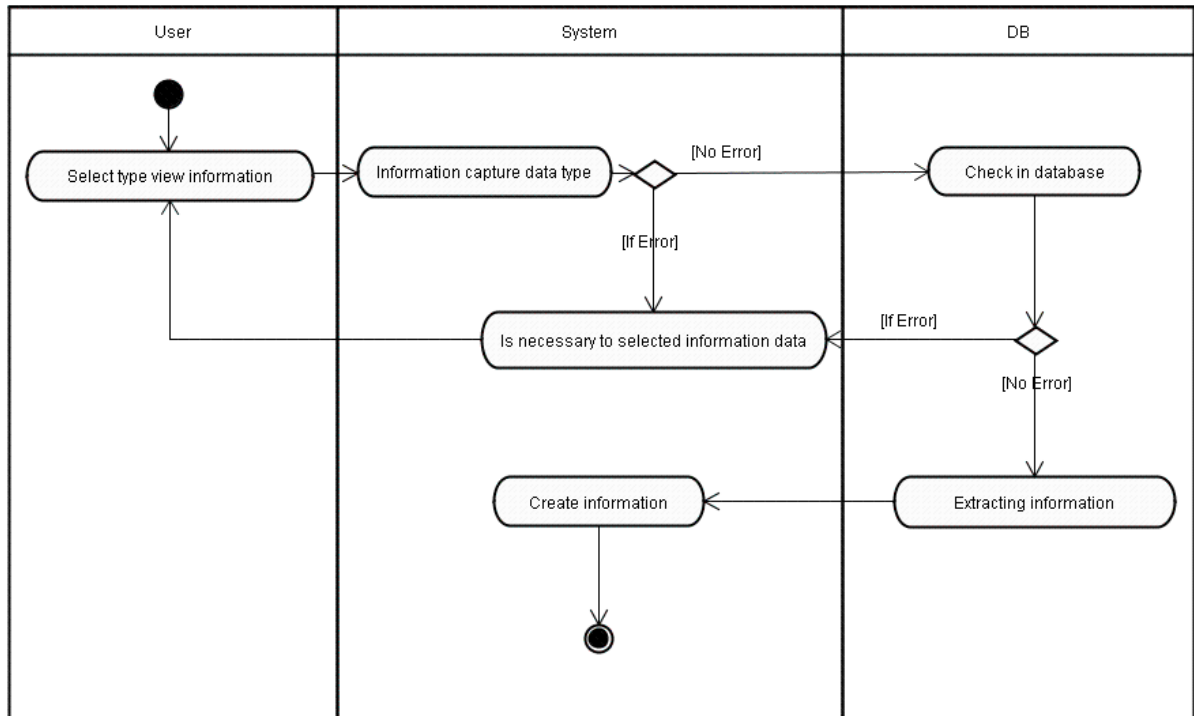 User
System
DB
Select type view information
Information capture data type
[No Error]
Check in database
[If Error]
Is necessary to selected information data
[If Error]
[No Error]
Create information
Extracting information